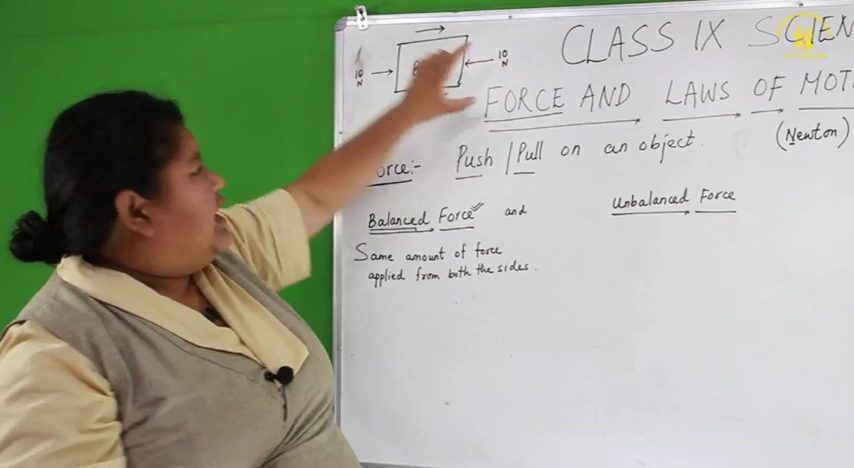 10 N
10 N
CLASS IX
FORCE AND LAWS OF MOT
Push / Pull on an object.
(Newton)
Balanced Force and
Unbalanced Force
Same amount of force
applied from both the sides.